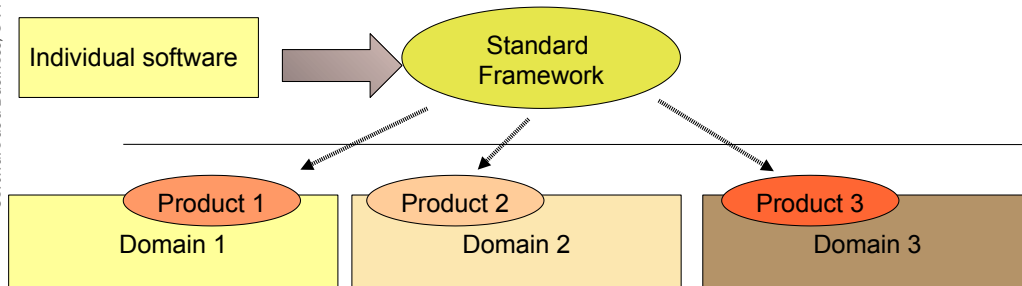 Individual software
Standard
Framework
Product 1
Product 2
Product 3
Domain 1
Domain 2
Domain 3